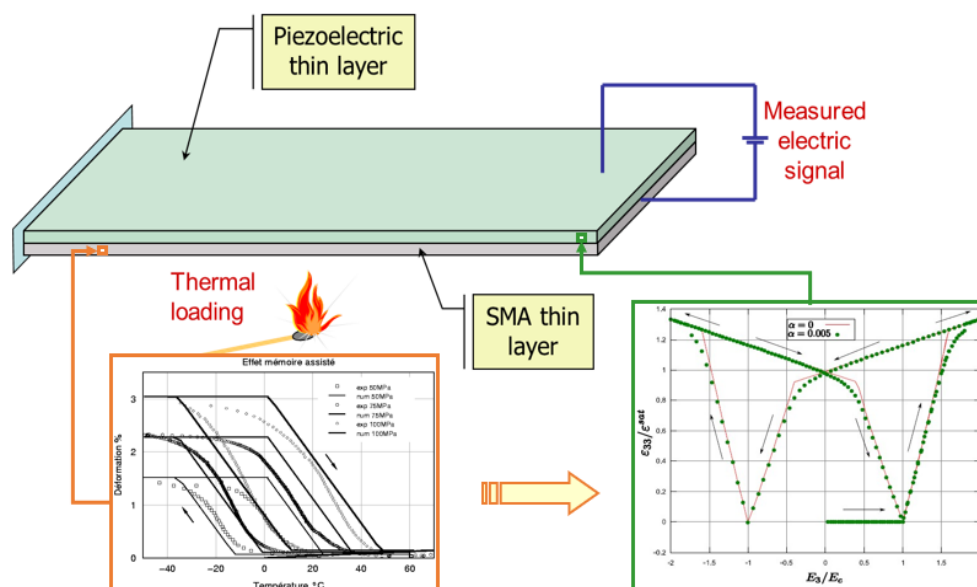 Piezoelectric
thin layer
Measured
electric
signal
Thermal
loading
SMA thin
layer
Effet mémoire assisté
exp 50MPa
num 50MPa
exp 75MPa
num 75MPa
exp 100MPa
num 100MPa
Déformation %
3
2
1
0
−40 −20 0 20 40 60
Température °C
α = 0
α = 0.005
ε33/εsat
1.4
1.2
1
0.8
0.6
0.4
0.2
0
-0.2
-2 -1.5 -1 -0.5 0 0.5 1 1.5 2
E3/Ec